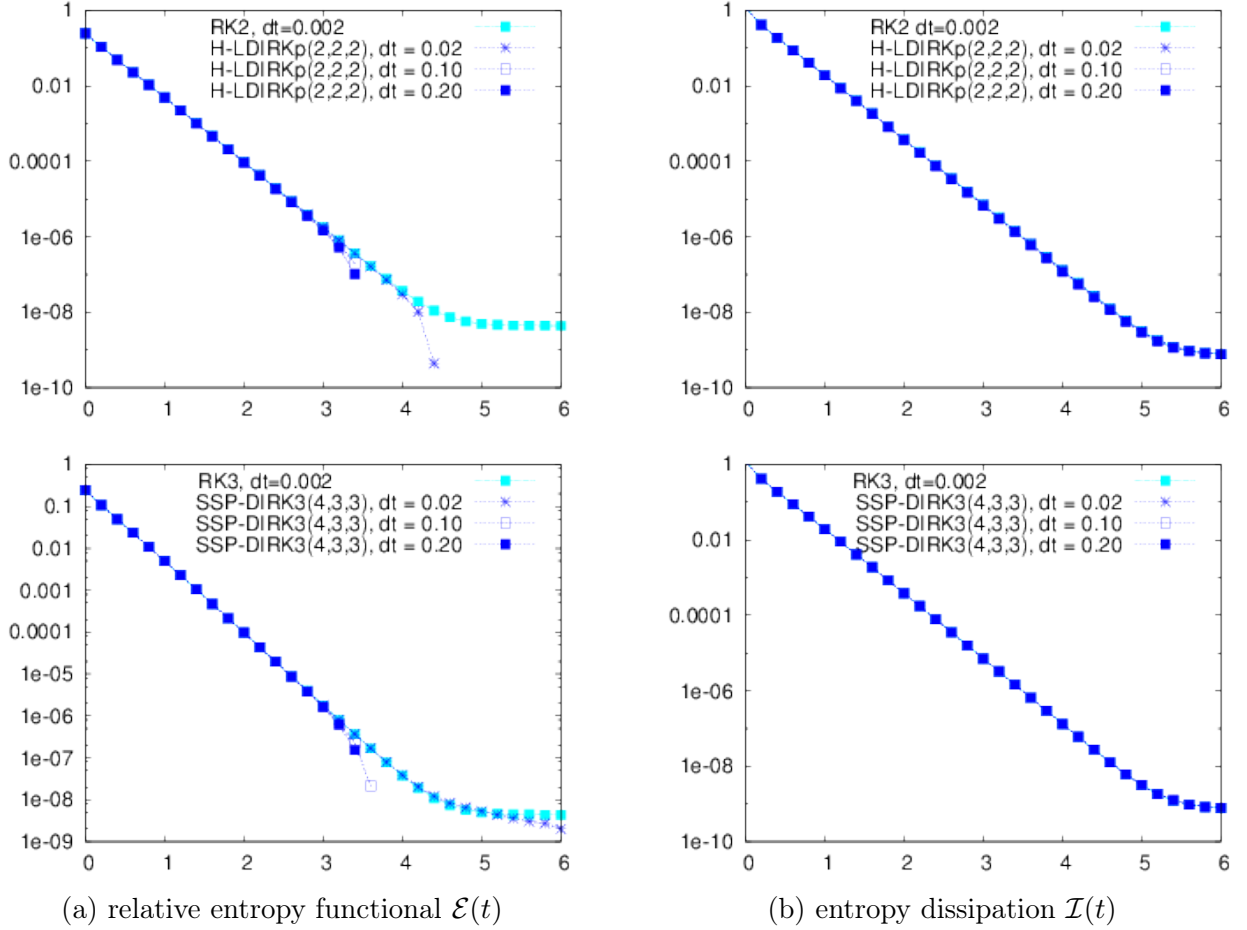 RK2, dt=0.002
H-LDIRKp(2,2,2), dt = 0.02
H-LDIRKp(2,2,2), dt = 0.10
H-LDIRKp(2,2,2), dt = 0.20
0.01
0.0001
1e-06
1e-08
1e-10
0 1 2 3 4 5 6
RK2 dt=0.002
H-LDIRKp(2,2,2), dt = 0.02
H-LDIRKp(2,2,2), dt = 0.10
H-LDIRKp(2,2,2), dt = 0.20
0.01
0.0001
1e-06
1e-08
1e-10
0 1 2 3 4 5 6
RK3, dt=0.002
SSP-DIRK3(4,3,3), dt = 0.02
SSP-DIRK3(4,3,3), dt = 0.10
SSP-DIRK3(4,3,3), dt = 0.20
1
0.1
0.01
0.001
0.0001
1e-05
1e-06
1e-07
1e-08
1e-09
0 1 2 3 4 5 6
RK3, dt=0.002
SSP-DIRK3(4,3,3), dt = 0.02
SSP-DIRK3(4,3,3), dt = 0.10
SSP-DIRK3(4,3,3), dt = 0.20
1
0.01
0.0001
1e-06
1e-08
1e-10
0 1 2 3 4 5 6
(a) relative entropy functional ℰ(t)
(b) entropy dissipation ℐ(t)